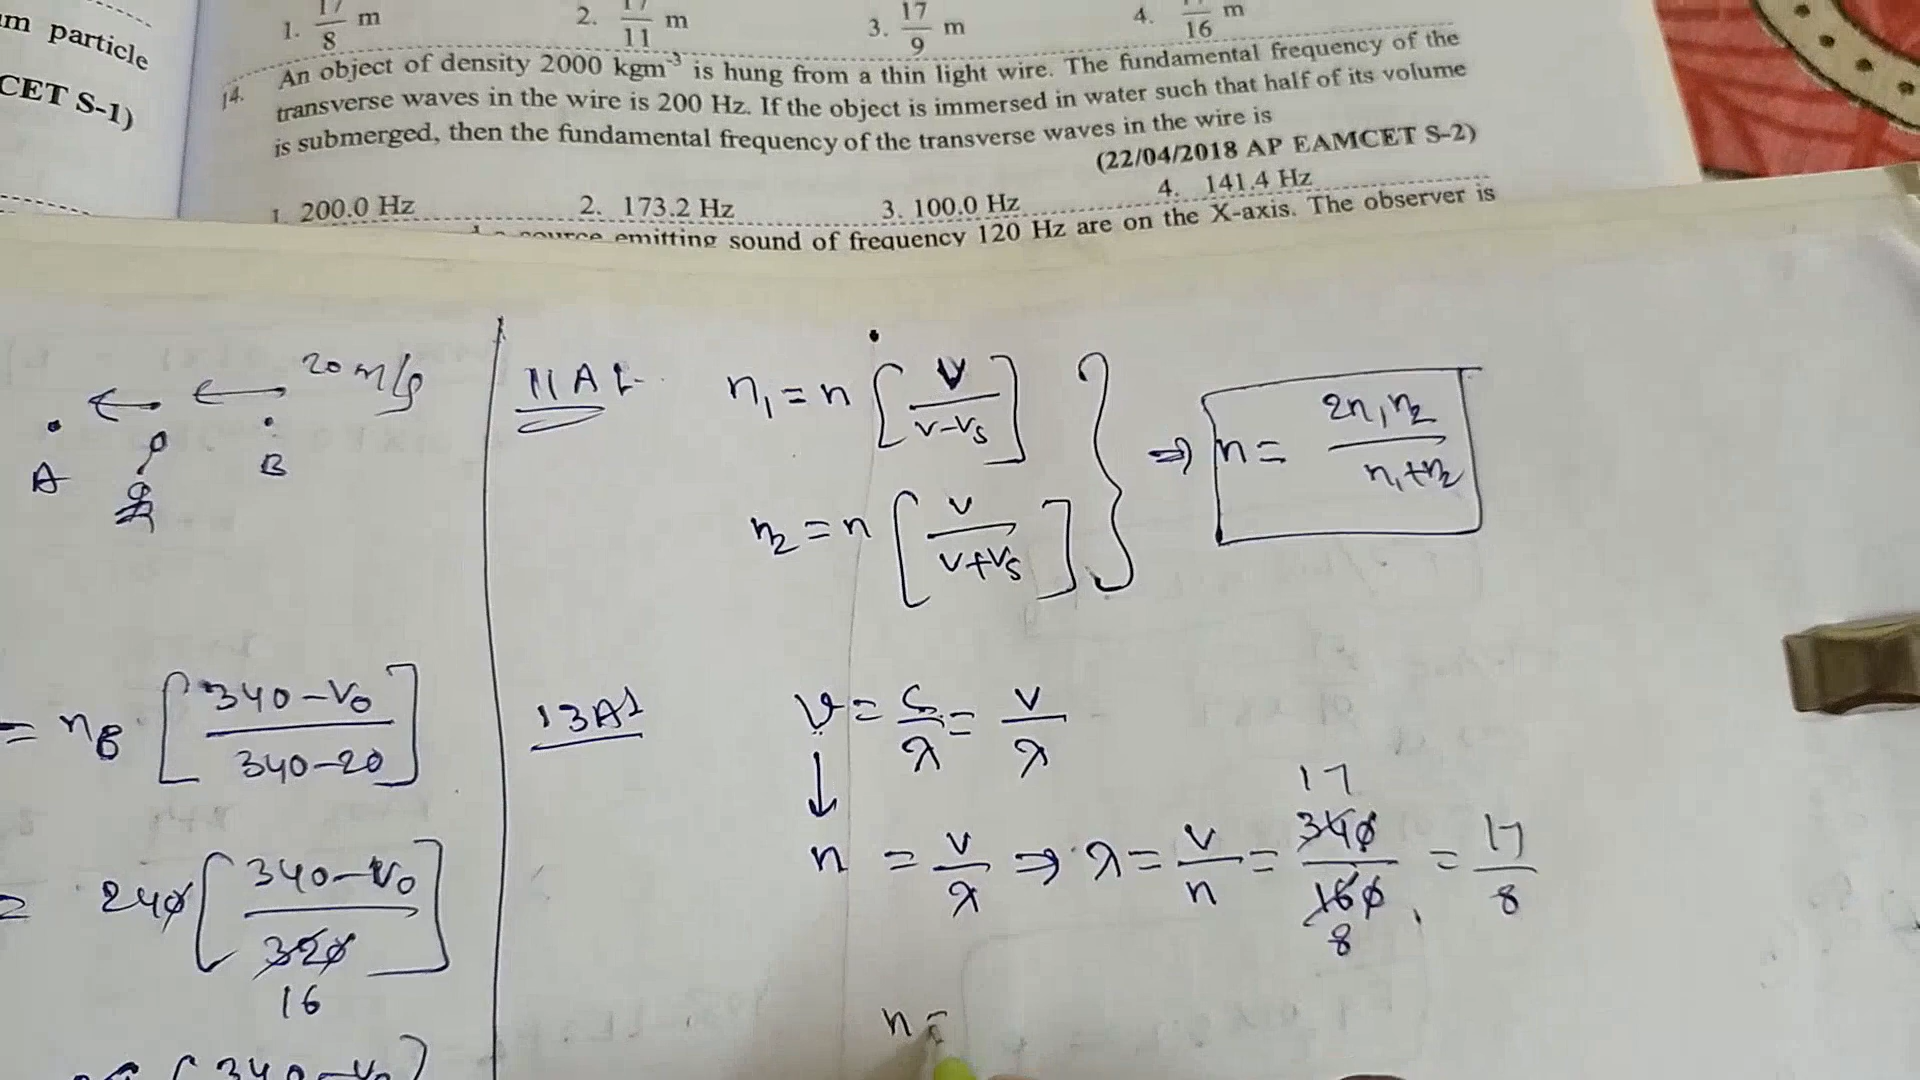 um particle
CET S-1)
1. 17/8 m 2. 17/11 m 3. 17/9 m 4. 17/16 m
14. An object of density 2000 kgm⁻³ is hung from a thin light wire. The fundamental frequency of the
transverse waves in the wire is 200 Hz. If the object is immersed in water such that half of its volume
is submerged, then the fundamental frequency of the transverse waves in the wire is
(22/04/2018 AP EAMCET S-2)
1. 200.0 Hz 2. 173.2 Hz 3. 100.0 Hz 4. 141.4 Hz
source emitting sound of frequency 120 Hz are on the X-axis. The observer is
20 m/s
A B
= n_B [340-V₀ / 340-20]
= 240 [340-V₀ / 320]
16
340-V₀
11A1-
n₁ = n [v / v-vₛ]
n₂ = n [v / v+vₛ]
⇒ n = 2n₁n₂ / n₁+n₂
13A1
ν = c/λ = v/λ
↓
n = v/λ ⇒ λ = v/n = 340/160 = 17/8
17
8
n =